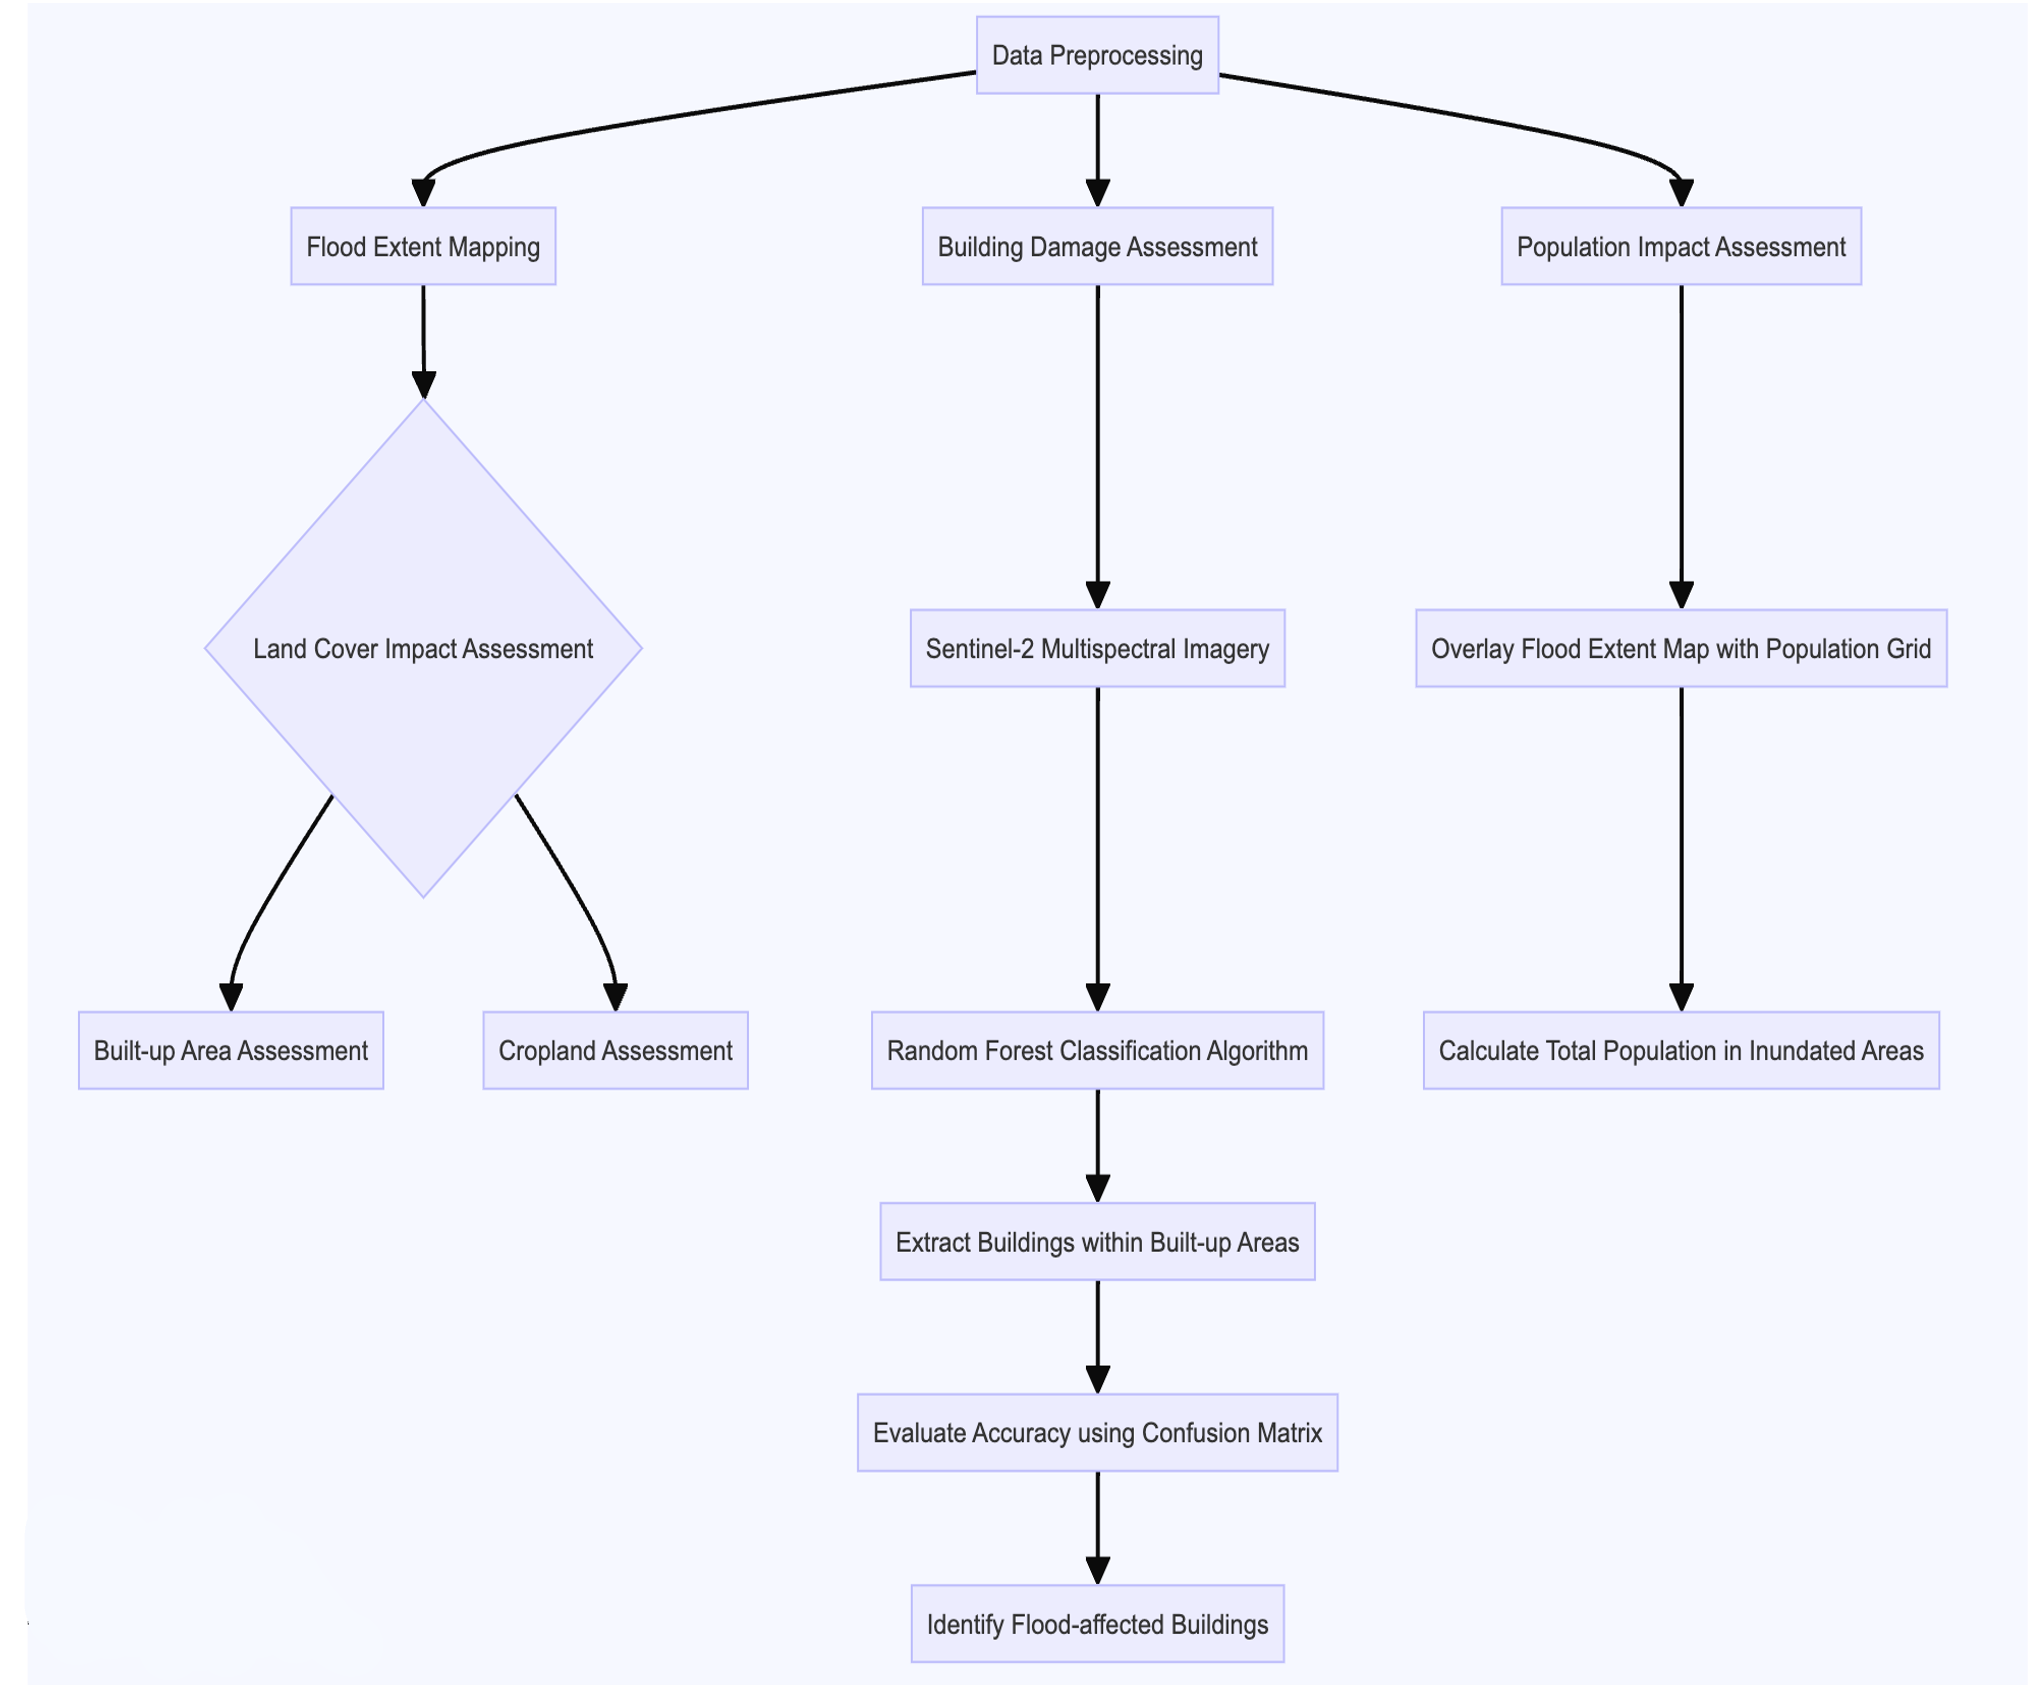 Data Preprocessing
Flood Extent Mapping
Building Damage Assessment
Population Impact Assessment
Land Cover Impact Assessment
Sentinel-2 Multispectral Imagery
Overlay Flood Extent Map with Population Grid
Built-up Area Assessment
Cropland Assessment
Random Forest Classification Algorithm
Calculate Total Population in Inundated Areas
Extract Buildings within Built-up Areas
Evaluate Accuracy using Confusion Matrix
Identify Flood-affected Buildings